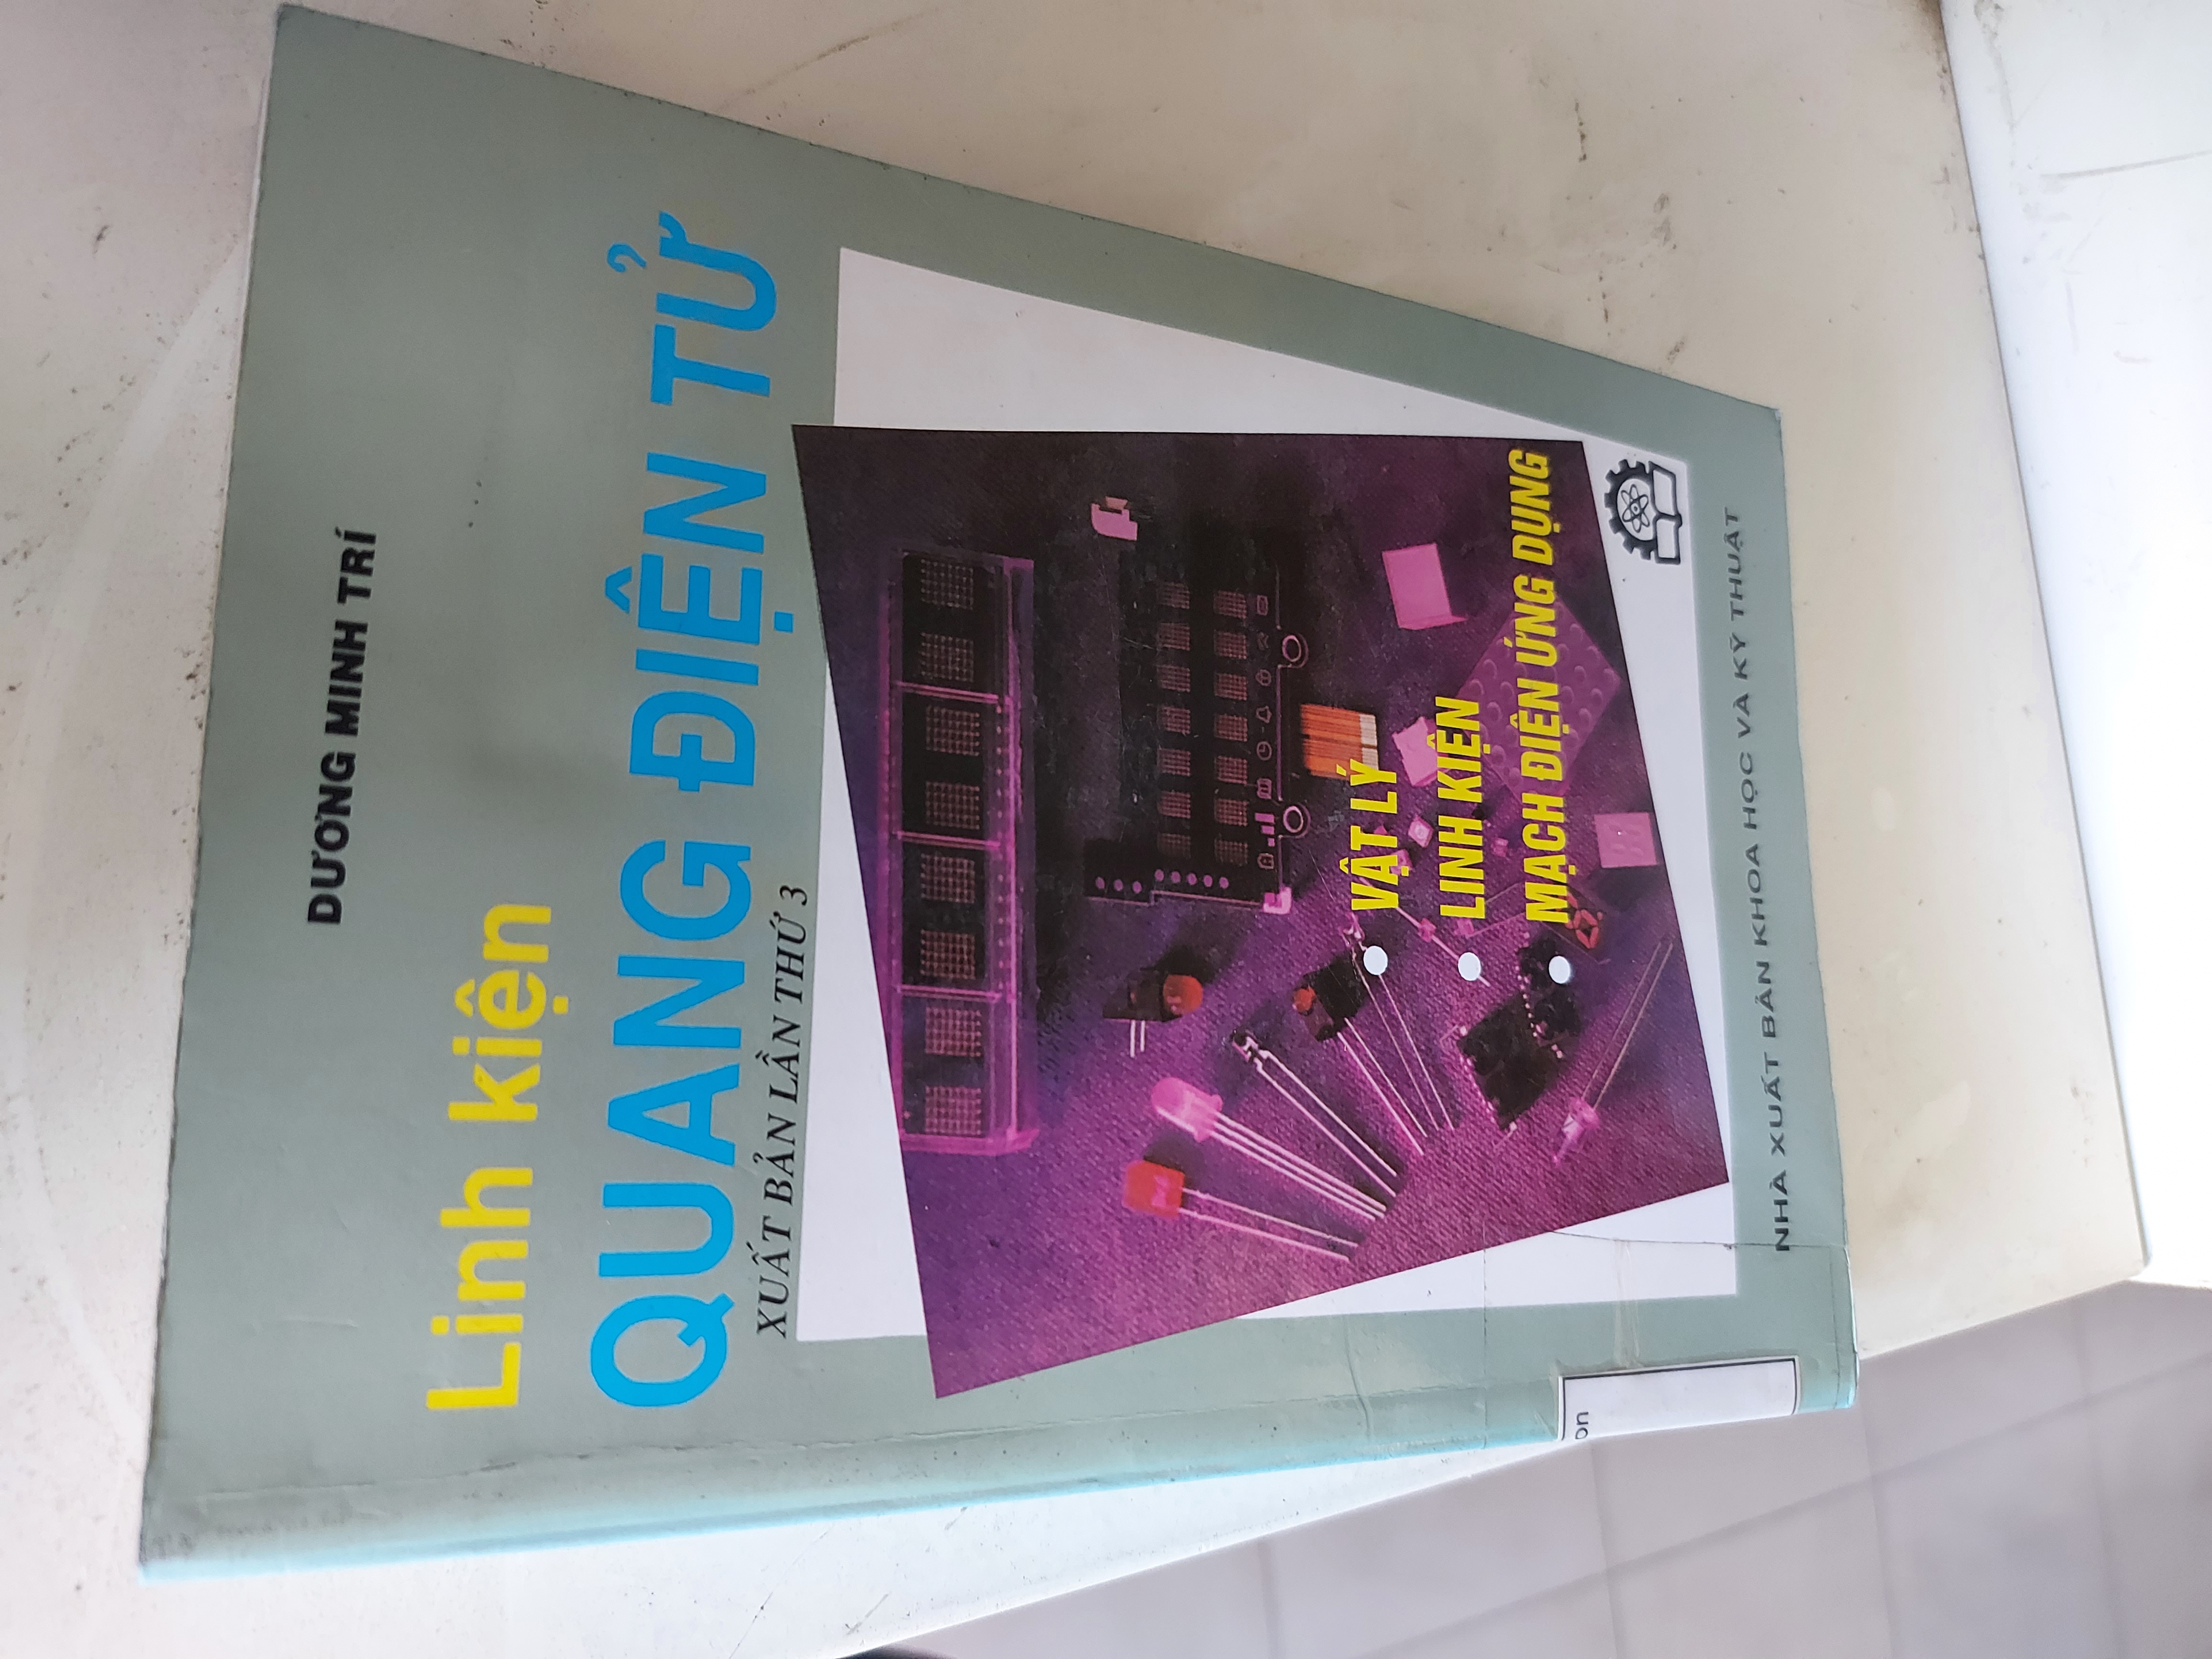 DƯƠNG MINH TRÍ
Linh kiện
QUANG ĐIỆN TỬ
XUẤT BẢN LẦN THỨ 3
VẬT LÝ
LINH KIỆN
MẠCH ĐIỆN ỨNG DỤNG
on
NHÀ XUẤT BẢN KHOA HỌC VÀ KỸ THUẬT